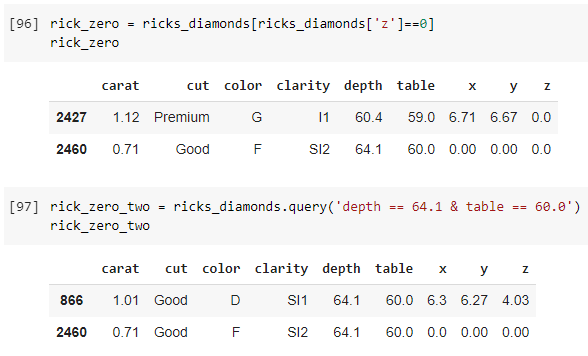 [96] rick_zero = ricks_diamonds[ricks_diamonds['z']==0]
rick_zero
carat cut color clarity depth table x y z
2427 1.12 Premium G I1 60.4 59.0 6.71 6.67 0.0
2460 0.71 Good F SI2 64.1 60.0 0.00 0.00 0.0
[97] rick_zero_two = ricks_diamonds.query('depth == 64.1 & table == 60.0')
rick_zero_two
carat cut color clarity depth table x y z
866 1.01 Good D SI1 64.1 60.0 6.3 6.27 4.03
2460 0.71 Good F SI2 64.1 60.0 0.0 0.00 0.00